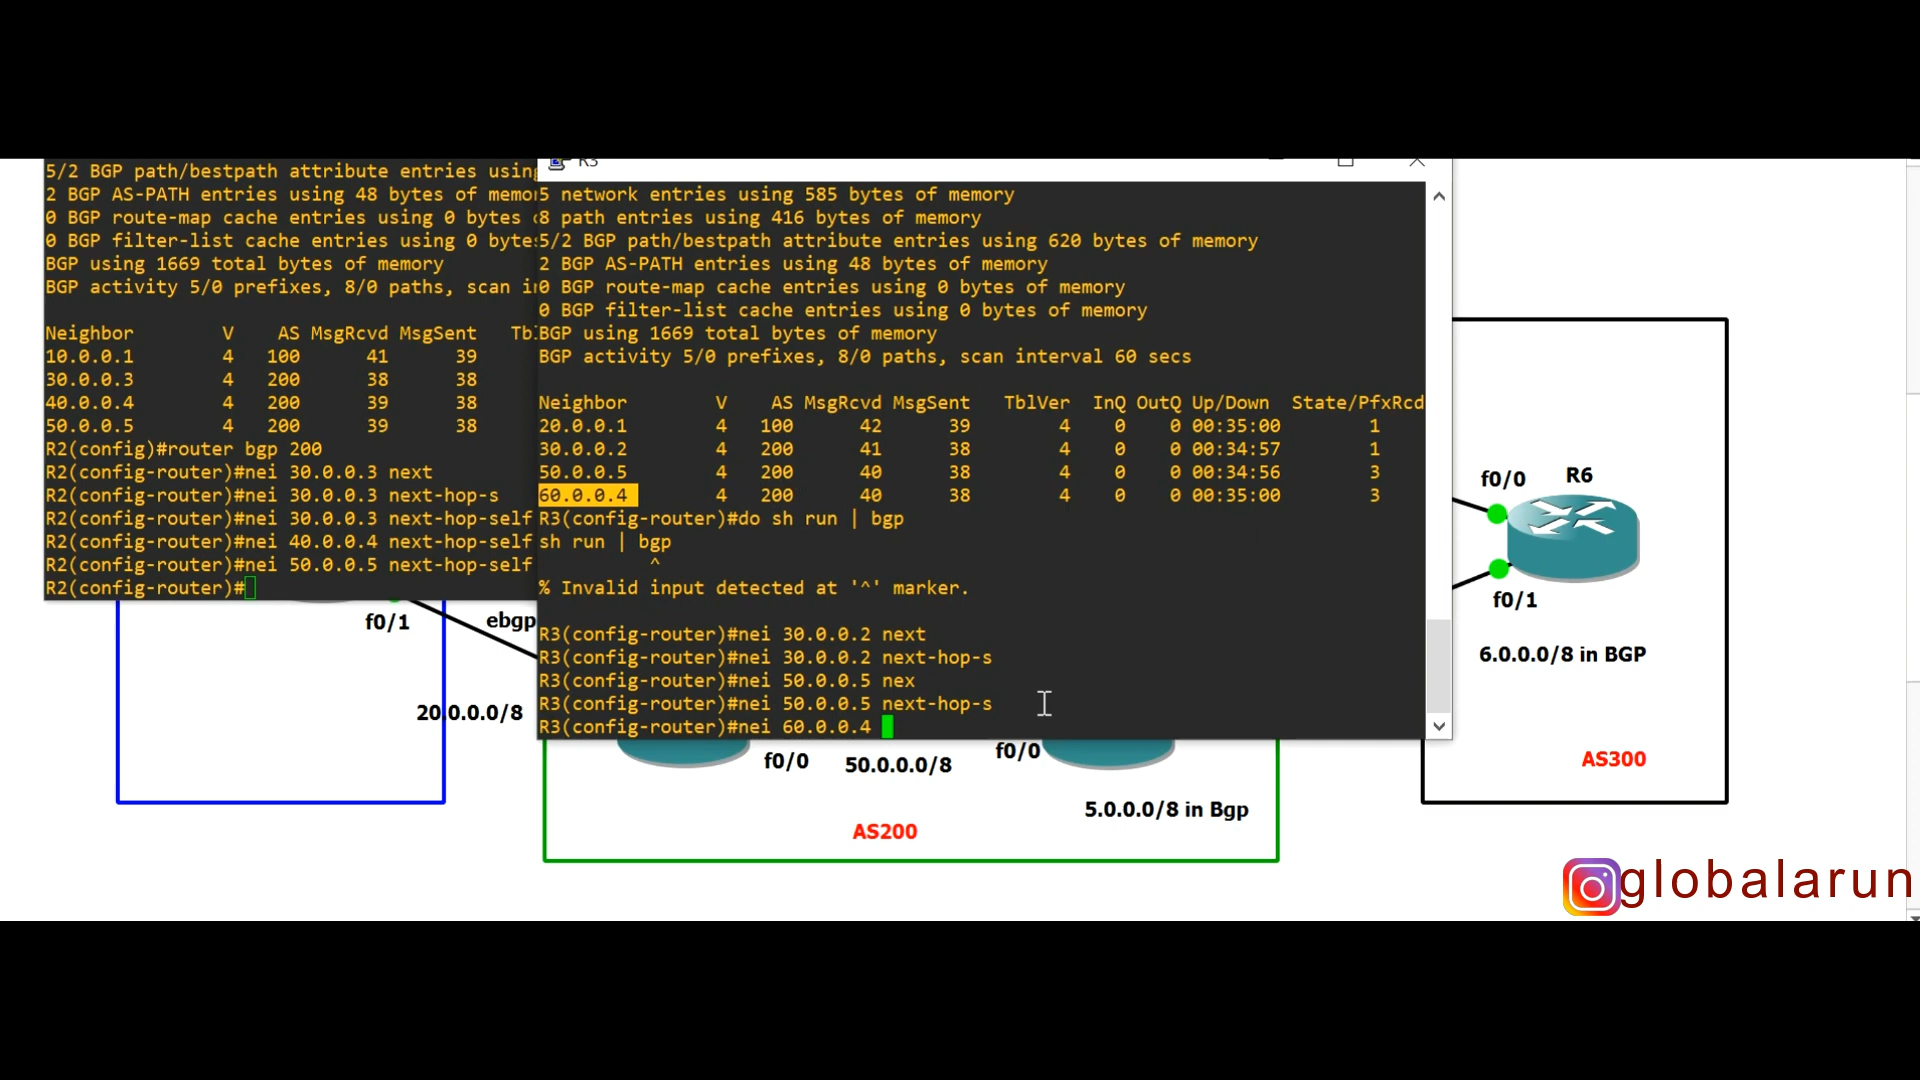 5/2 BGP path/bestpath attribute entries using
2 BGP AS-PATH entries using 48 bytes of memo
0 BGP route-map cache entries using 0 bytes
0 BGP filter-list cache entries using 0 bytes
BGP using 1669 total bytes of memory
BGP activity 5/0 prefixes, 8/0 paths, scan in
Neighbor V AS MsgRcvd MsgSent Tbl
10.0.0.1 4 100 41 39
30.0.0.3 4 200 38 38
40.0.0.4 4 200 39 38
50.0.0.5 4 200 39 38
R2(config)#router bgp 200
R2(config-router)#nei 30.0.0.3 next
R2(config-router)#nei 30.0.0.3 next-hop-s
R2(config-router)#nei 30.0.0.3 next-hop-self
R2(config-router)#nei 40.0.0.4 next-hop-self
R2(config-router)#nei 50.0.0.5 next-hop-self
R2(config-router)#
R3
5 network entries using 585 bytes of memory
8 path entries using 416 bytes of memory
5/2 BGP path/bestpath attribute entries using 620 bytes of memory
2 BGP AS-PATH entries using 48 bytes of memory
0 BGP route-map cache entries using 0 bytes of memory
0 BGP filter-list cache entries using 0 bytes of memory
BGP using 1669 total bytes of memory
BGP activity 5/0 prefixes, 8/0 paths, scan interval 60 secs
Neighbor V AS MsgRcvd MsgSent TblVer InQ OutQ Up/Down State/PfxRcd
20.0.0.1 4 100 42 39 4 0 0 00:35:00 1
30.0.0.2 4 200 41 38 4 0 0 00:34:57 1
50.0.0.5 4 200 40 38 4 0 0 00:34:56 3
60.0.0.4 4 200 40 38 4 0 0 00:35:00 3
R3(config-router)#do sh run | bgp
sh run | bgp
^
% Invalid input detected at '^' marker.
R3(config-router)#nei 30.0.0.2 next
R3(config-router)#nei 30.0.0.2 next-hop-s
R3(config-router)#nei 50.0.0.5 nex
R3(config-router)#nei 50.0.0.5 next-hop-s
R3(config-router)#nei 60.0.0.4
f0/0 R6
f0/1
6.0.0.0/8 in BGP
AS300
f0/1 ebgp
20.0.0.0/8
f0/0 50.0.0.0/8 f0/0
5.0.0.0/8 in Bgp
AS200
globalarun